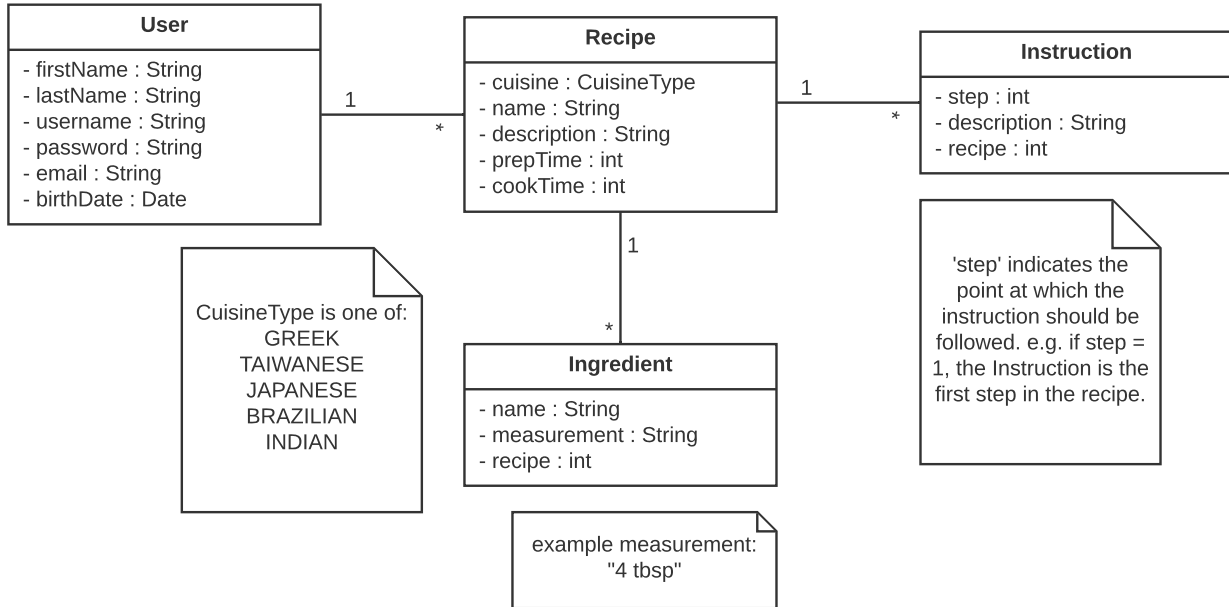 User
- firstName : String
- lastName : String
- username : String
- password : String
- email : String
- birthDate : Date
1
*
Recipe
- cuisine : CuisineType
- name : String
- description : String
- prepTime : int
- cookTime : int
1
*
Instruction
- step : int
- description : String
- recipe : int
CuisineType is one of:
GREEK
TAIWANESE
JAPANESE
BRAZILIAN
INDIAN
1
*
Ingredient
- name : String
- measurement : String
- recipe : int
'step' indicates the
point at which the
instruction should be
followed. e.g. if step =
1, the Instruction is the
first step in the recipe.
example measurement:
"4 tbsp"